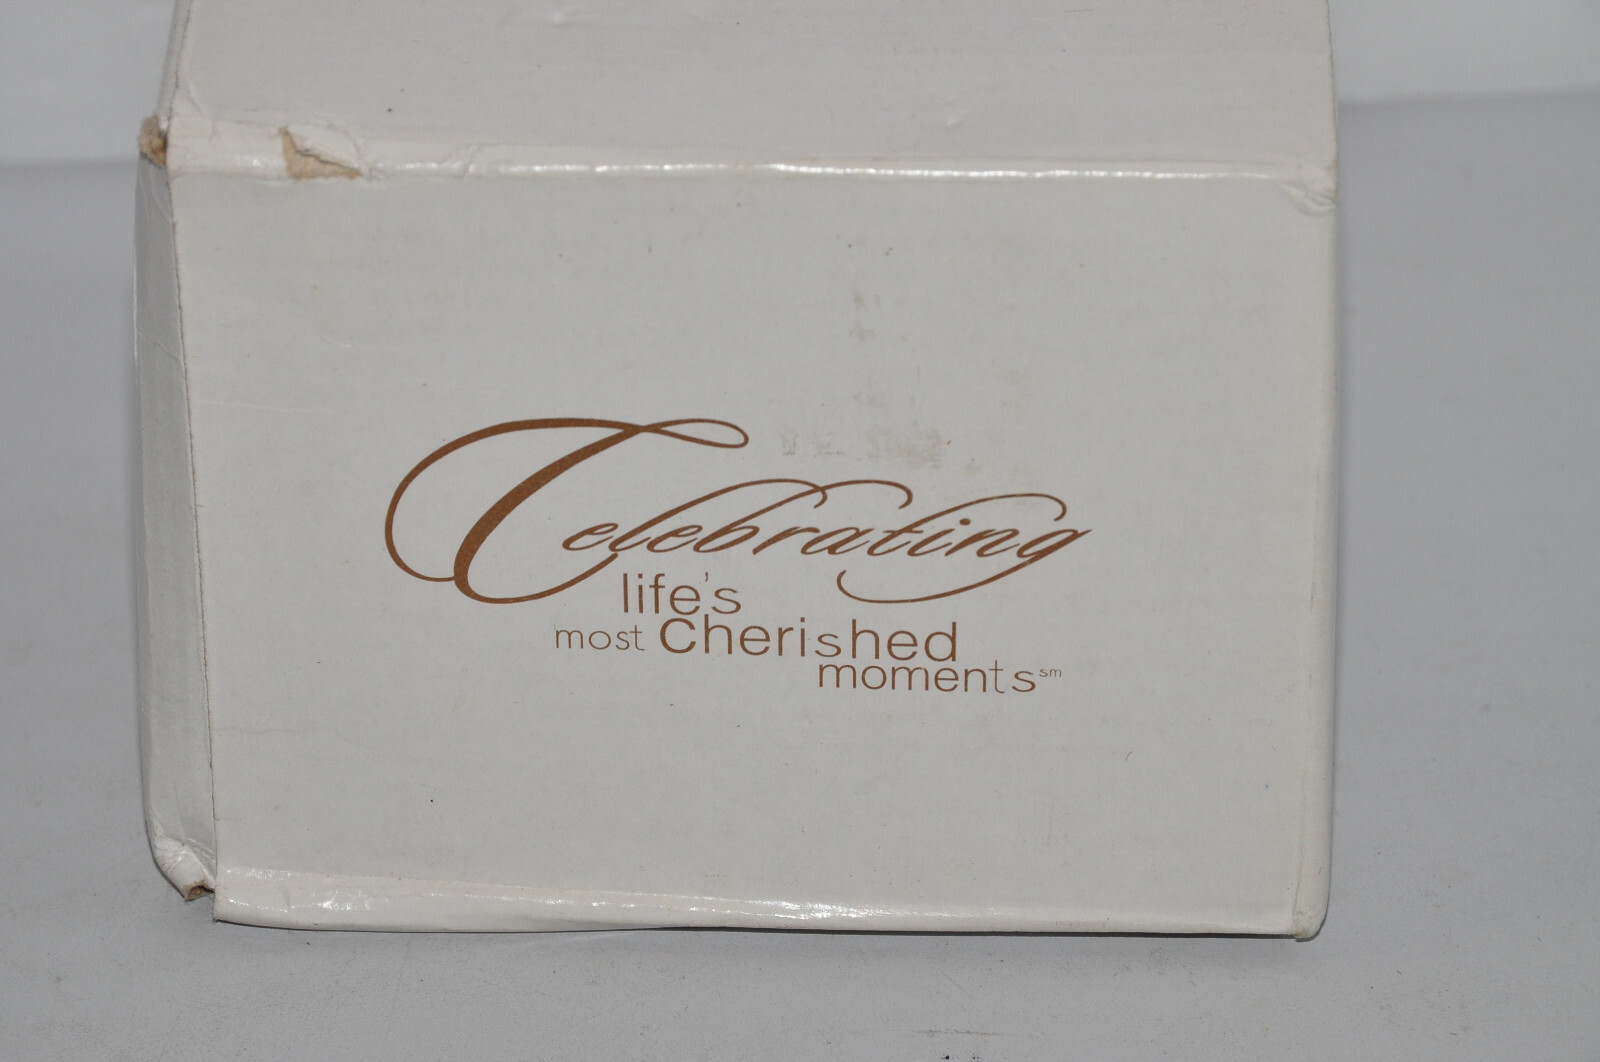 Celebrating
life's
most Cherished
moments℠